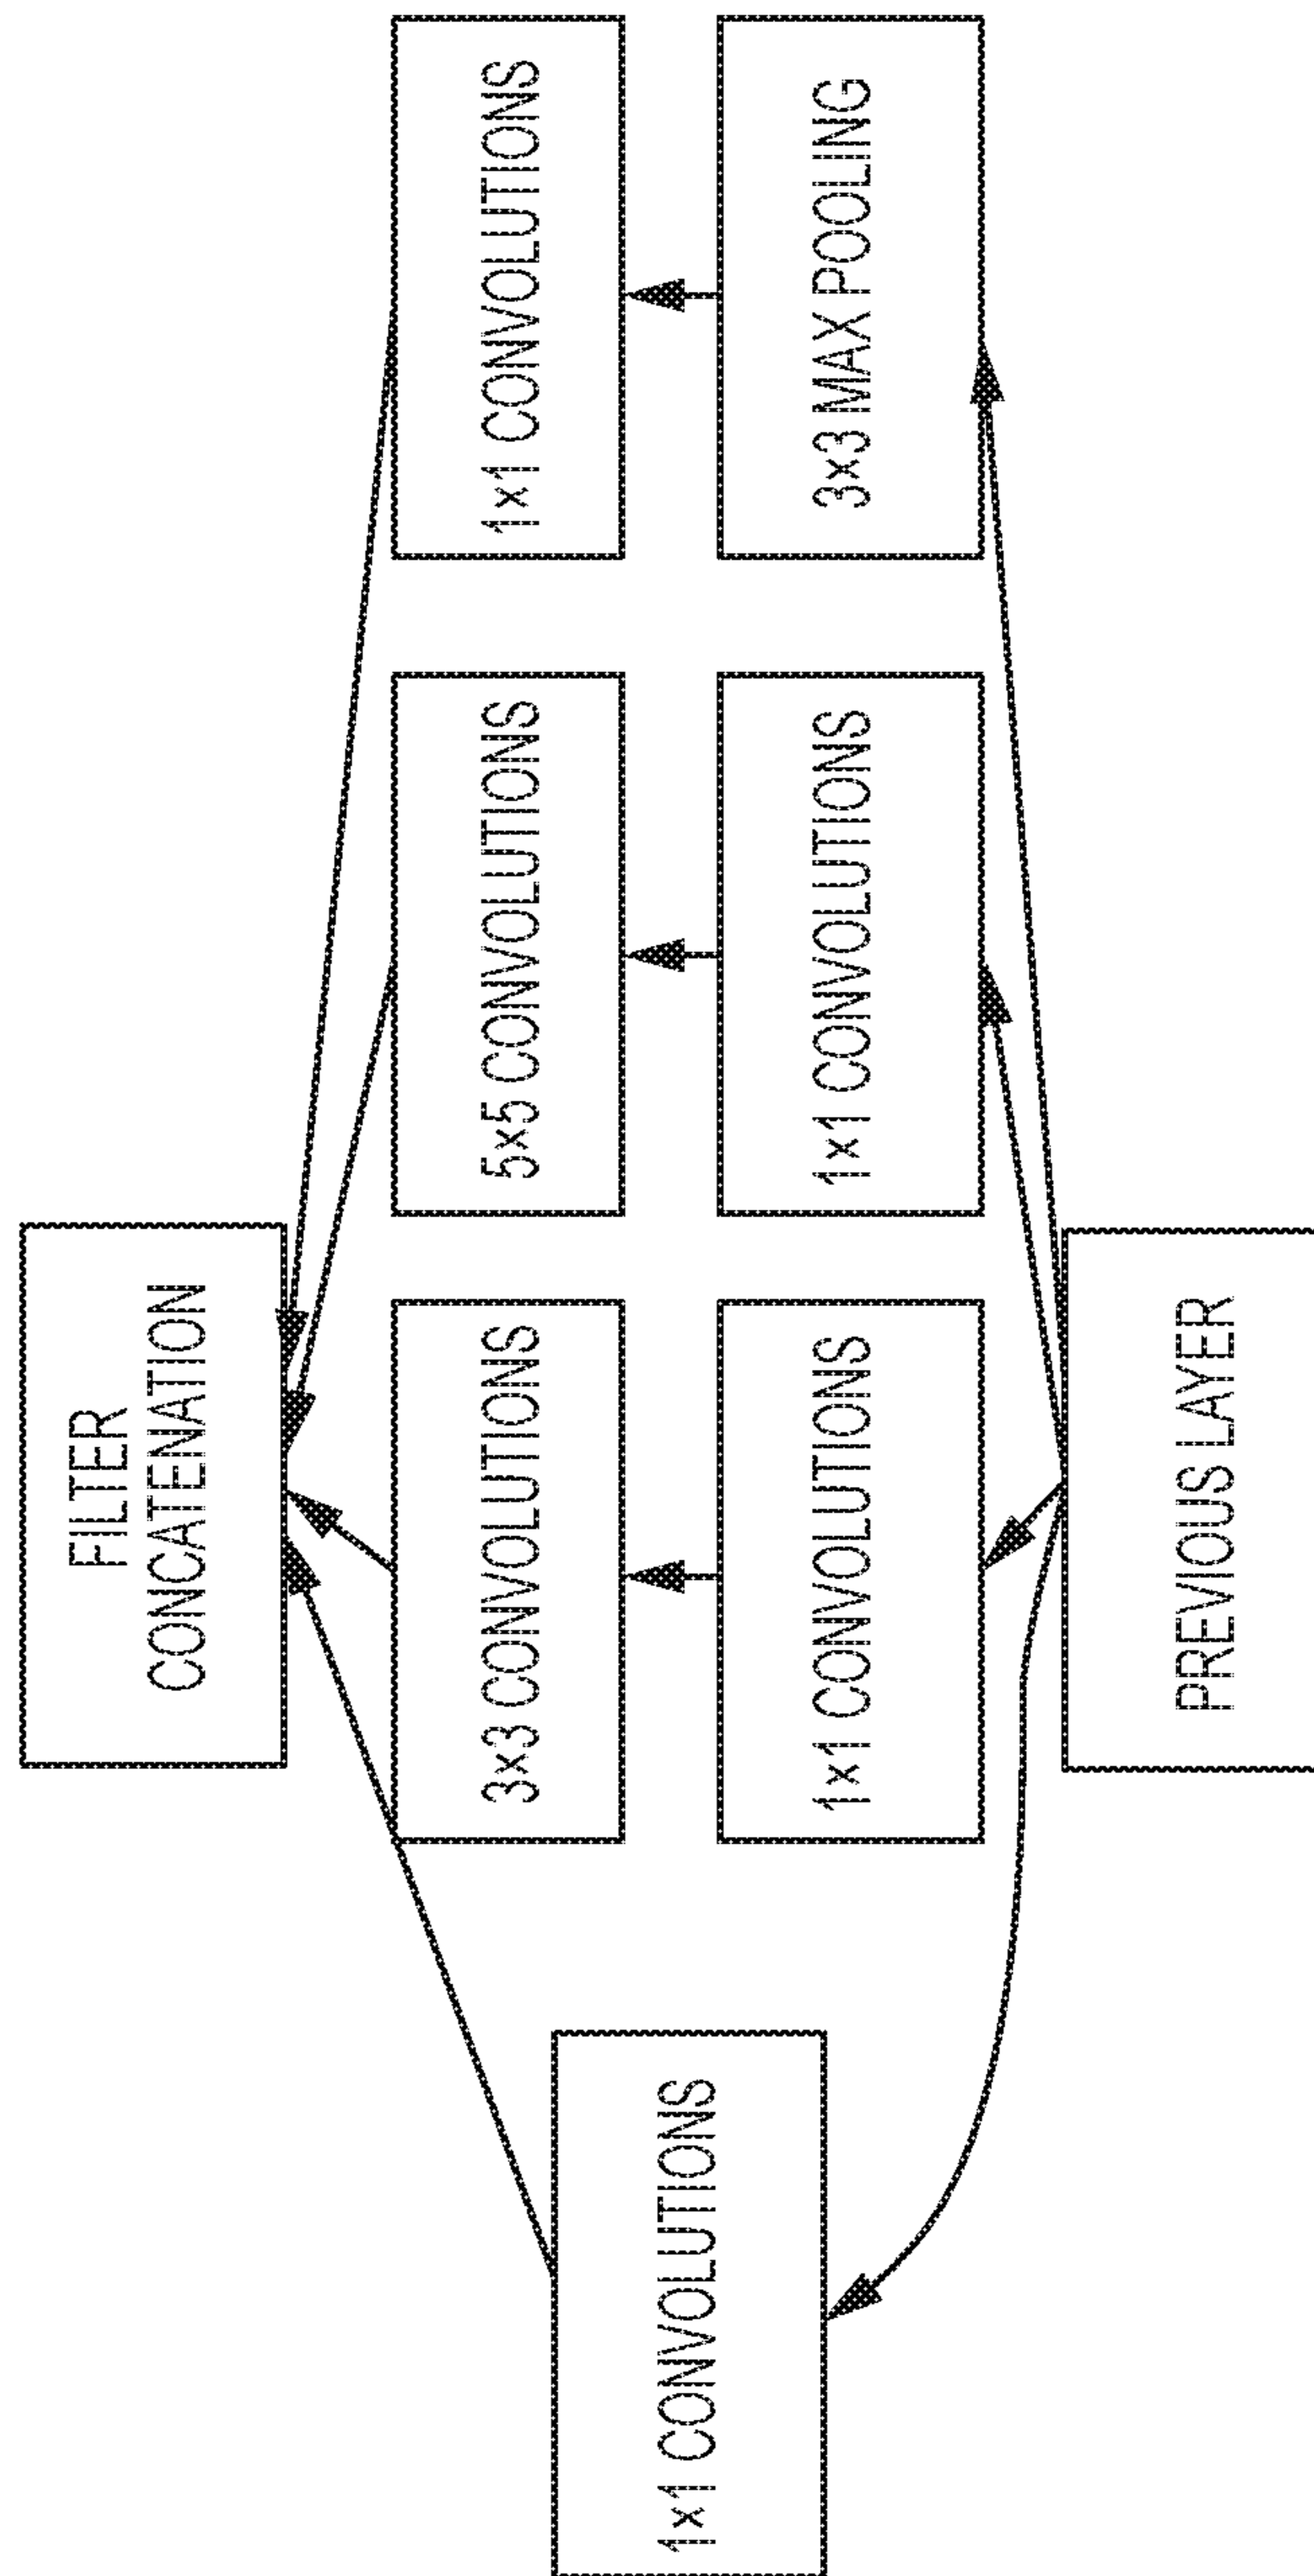 FILTER
CONCATENATION
1×1 CONVOLUTIONS
3×3 CONVOLUTIONS
5×5 CONVOLUTIONS
1×1 CONVOLUTIONS
1×1 CONVOLUTIONS
1×1 CONVOLUTIONS
3×3 MAX POOLING
PREVIOUS LAYER